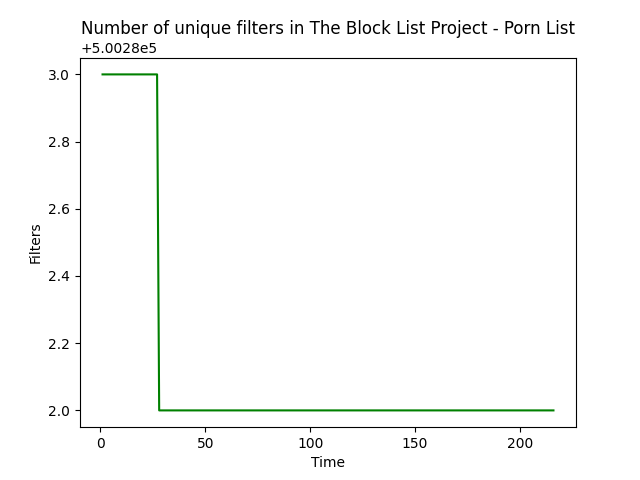 Number of unique filters in The Block List Project - Porn List
+5.0028e5
3.0
2.8
2.6
2.4
2.2
2.0
Filters
0 50 100 150 200
Time